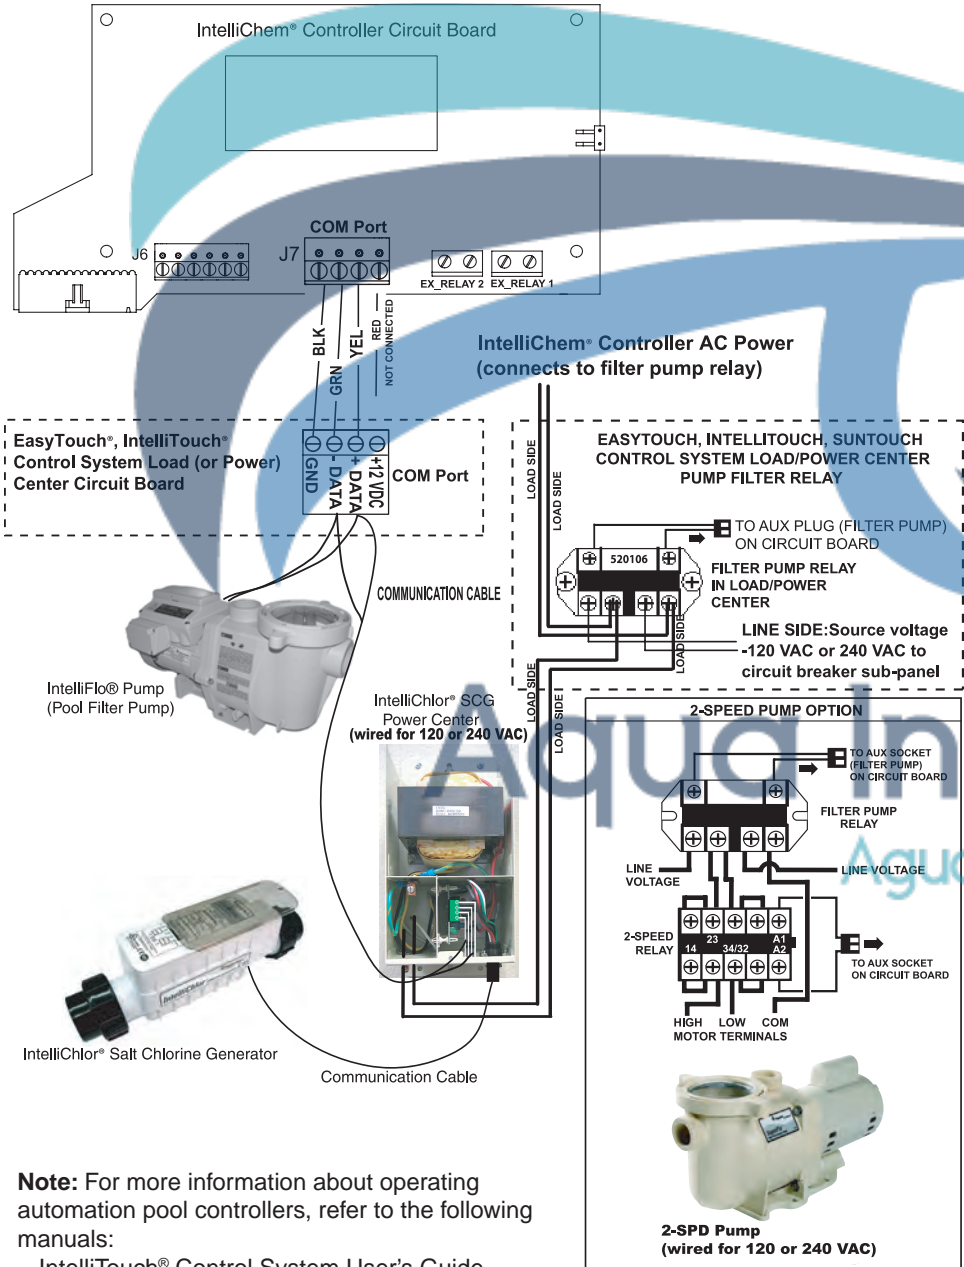 IntelliChem® Controller Circuit Board
COM Port
J6
J7
EX_RELAY 2
EX_RELAY 1
BLK
GRN
YEL
RED
NOT CONNECTED
IntelliChem® Controller AC Power
(connects to filter pump relay)
EasyTouch®, IntelliTouch®
Control System Load (or Power)
Center Circuit Board
GND
- DATA
+ DATA
+12 VDC
COM Port
LOAD SIDE
LOAD SIDE
EASYTOUCH, INTELLITOUCH, SUNTOUCH
CONTROL SYSTEM LOAD/POWER CENTER
PUMP FILTER RELAY
TO AUX PLUG (FILTER PUMP)
ON CIRCUIT BOARD
520106
FILTER PUMP RELAY
IN LOAD/POWER
CENTER
LINE SIDE:Source voltage
-120 VAC or 240 VAC to
circuit breaker sub-panel
LOAD SIDE
LOAD SIDE
LOAD SIDE
COMMUNICATION CABLE
IntelliFlo® Pump
(Pool Filter Pump)
IntelliChlor® SCG
Power Center
(wired for 120 or 240 VAC)
Aqua In
Aqua
2-SPEED PUMP OPTION
TO AUX SOCKET
(FILTER PUMP)
ON CIRCUIT BOARD
FILTER PUMP
RELAY
LINE
VOLTAGE
LINE VOLTAGE
2-SPEED
RELAY
14
23
34/32
A1
A2
TO AUX SOCKET
ON CIRCUIT BOARD
HIGH LOW COM
MOTOR TERMINALS
IntelliChlor
IntelliChlor® Salt Chlorine Generator
Communication Cable
2-SPD Pump
(wired for 120 or 240 VAC)
Note: For more information about operating
automation pool controllers, refer to the following
manuals:
IntelliTouch® Control System User's Guide